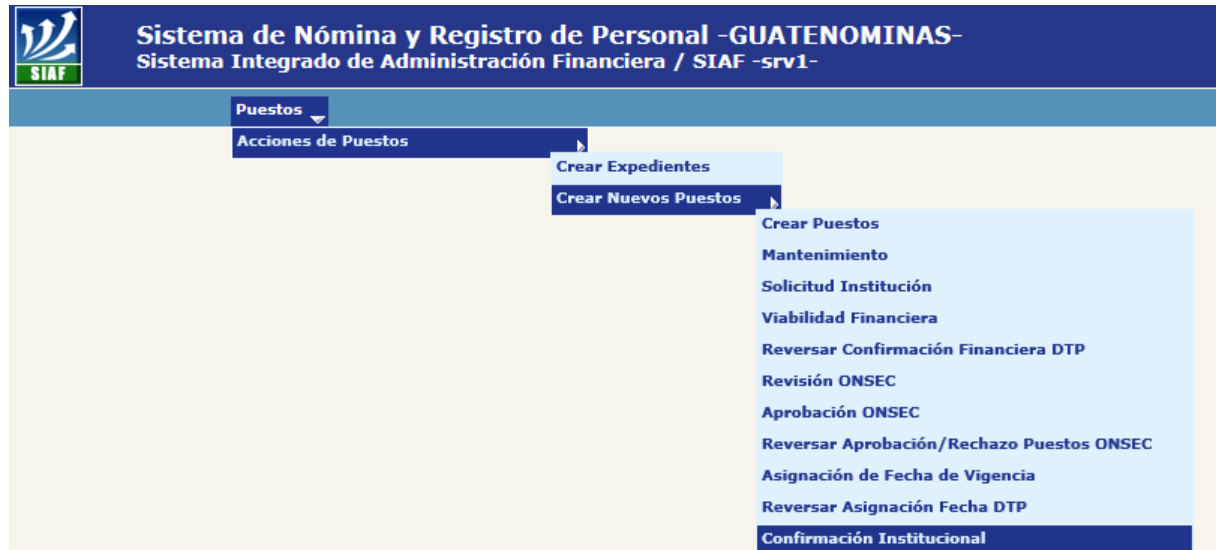 Sistema de Nómina y Registro de Personal -GUATENOMINAS-
Sistema Integrado de Administración Financiera / SIAF -srv1-
SIAF
Puestos
Acciones de Puestos
Crear Expedientes
Crear Nuevos Puestos
Crear Puestos
Mantenimiento
Solicitud Institución
Viabilidad Financiera
Reversar Confirmación Financiera DTP
Revisión ONSEC
Aprobación ONSEC
Reversar Aprobación/Rechazo Puestos ONSEC
Asignación de Fecha de Vigencia
Reversar Asignación Fecha DTP
Confirmación Institucional